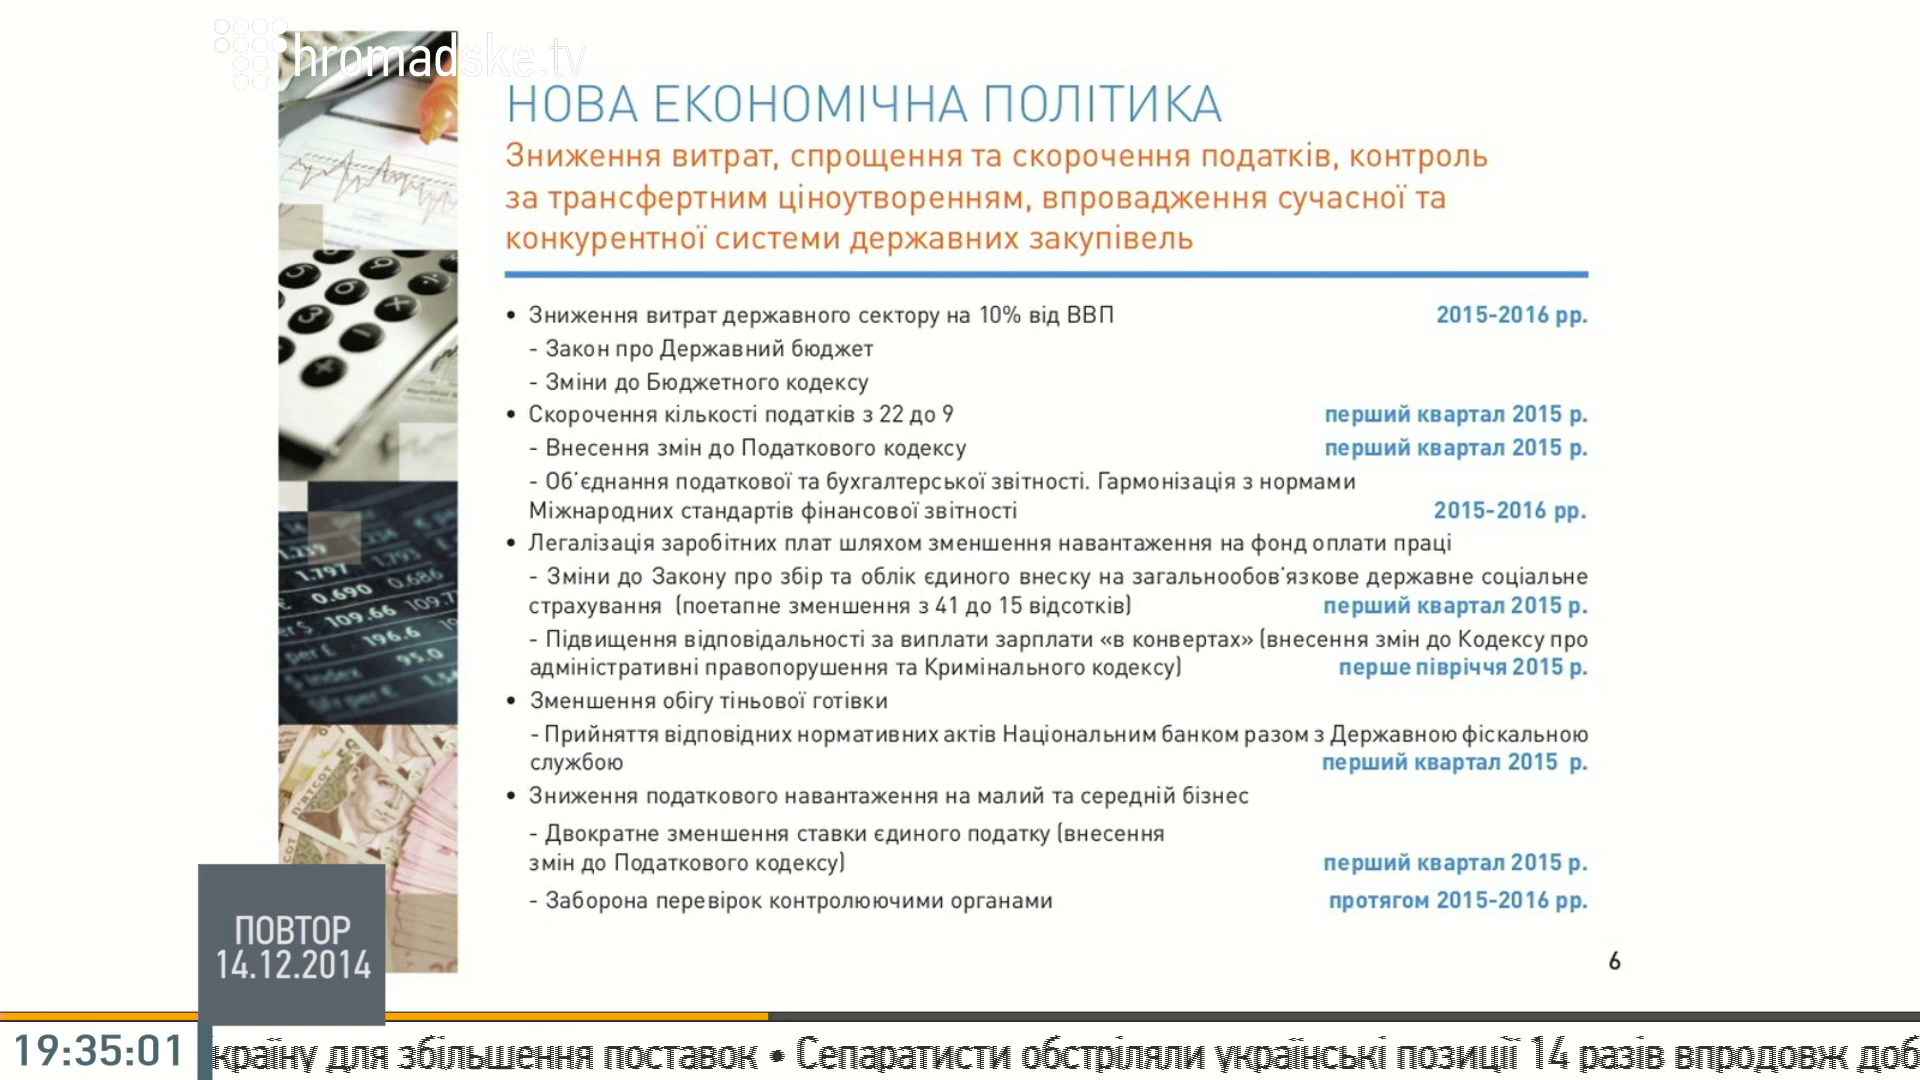 hromadske.tv
НОВА ЕКОНОМІЧНА ПОЛІТИКА
Зниження витрат, спрощення та скорочення податків, контроль
за трансфертним ціноутворенням, впровадження сучасної та
конкурентної системи державних закупівель
• Зниження витрат державного сектору на 10% від ВВП 2015-2016 рр.
- Закон про Державний бюджет
- Зміни до Бюджетного кодексу
• Скорочення кількості податків з 22 до 9 перший квартал 2015 р.
- Внесення змін до Податкового кодексу перший квартал 2015 р.
- Об'єднання податкової та бухгалтерської звітності. Гармонізація з нормами
Міжнародних стандартів фінансової звітності 2015-2016 рр.
• Легалізація заробітних плат шляхом зменшення навантаження на фонд оплати праці
- Зміни до Закону про збір та облік єдиного внеску на загальнообов'язкове державне соціальне
страхування (поетапне зменшення з 41 до 15 відсотків) перший квартал 2015 р.
- Підвищення відповідальності за виплати зарплати «в конвертах» (внесення змін до Кодексу про
адміністративні правопорушення та Кримінального кодексу) перше півріччя 2015 р.
• Зменшення обігу тіньової готівки
- Прийняття відповідних нормативних актів Національним банком разом з Державною фіскальною
службою перший квартал 2015 р.
• Зниження податкового навантаження на малий та середній бізнес
- Двократне зменшення ставки єдиного податку (внесення
змін до Податкового кодексу) перший квартал 2015 р.
- Заборона перевірок контролюючими органами протягом 2015-2016 рр.
6
ПОВТОР
14.12.2014
19:35:01 країну для збільшення поставок • Сепаратисти обстріляли українські позиції 14 разів впродовж доб